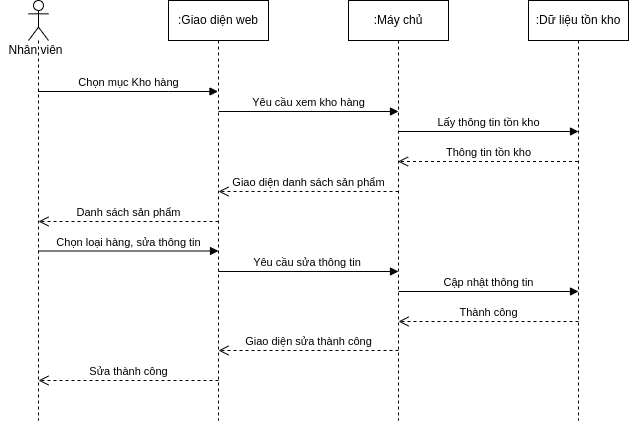 :Giao diện web
:Máy chủ
:Dữ liệu tồn kho
Nhân viên
Chọn mục Kho hàng
Yêu cầu xem kho hàng
Lấy thông tin tồn kho
Thông tin tồn kho
Giao diện danh sách sản phẩm
Danh sách sản phẩm
Chọn loại hàng, sửa thông tin
Yêu cầu sửa thông tin
Cập nhật thông tin
Thành công
Giao diện sửa thành công
Sửa thành công